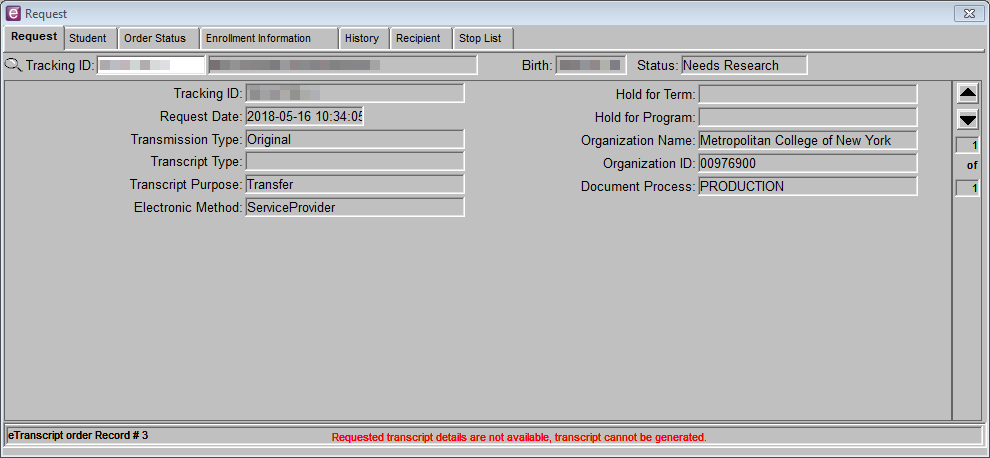 e Request
Request Student Order Status Enrollment Information History Recipient Stop List
Tracking ID: Birth: Status: Needs Research
Tracking ID:
Request Date: 2018-05-16 10:34:05
Transmission Type: Original
Transcript Type:
Transcript Purpose: Transfer
Electronic Method: ServiceProvider
Hold for Term:
Hold for Program:
Organization Name: Metropolitan College of New York
Organization ID: 00976900
Document Process: PRODUCTION
1
of
1
eTranscript order Record # 3
Requested transcript details are not available, transcript cannot be generated.